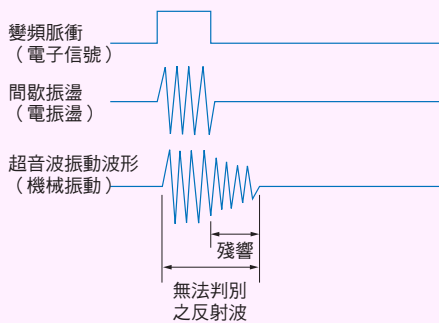 變頻脈衝
（電子信號）
間歇振盪
（電振盪）
超音波振動波形
（機械振動）
殘響
無法判別
之反射波